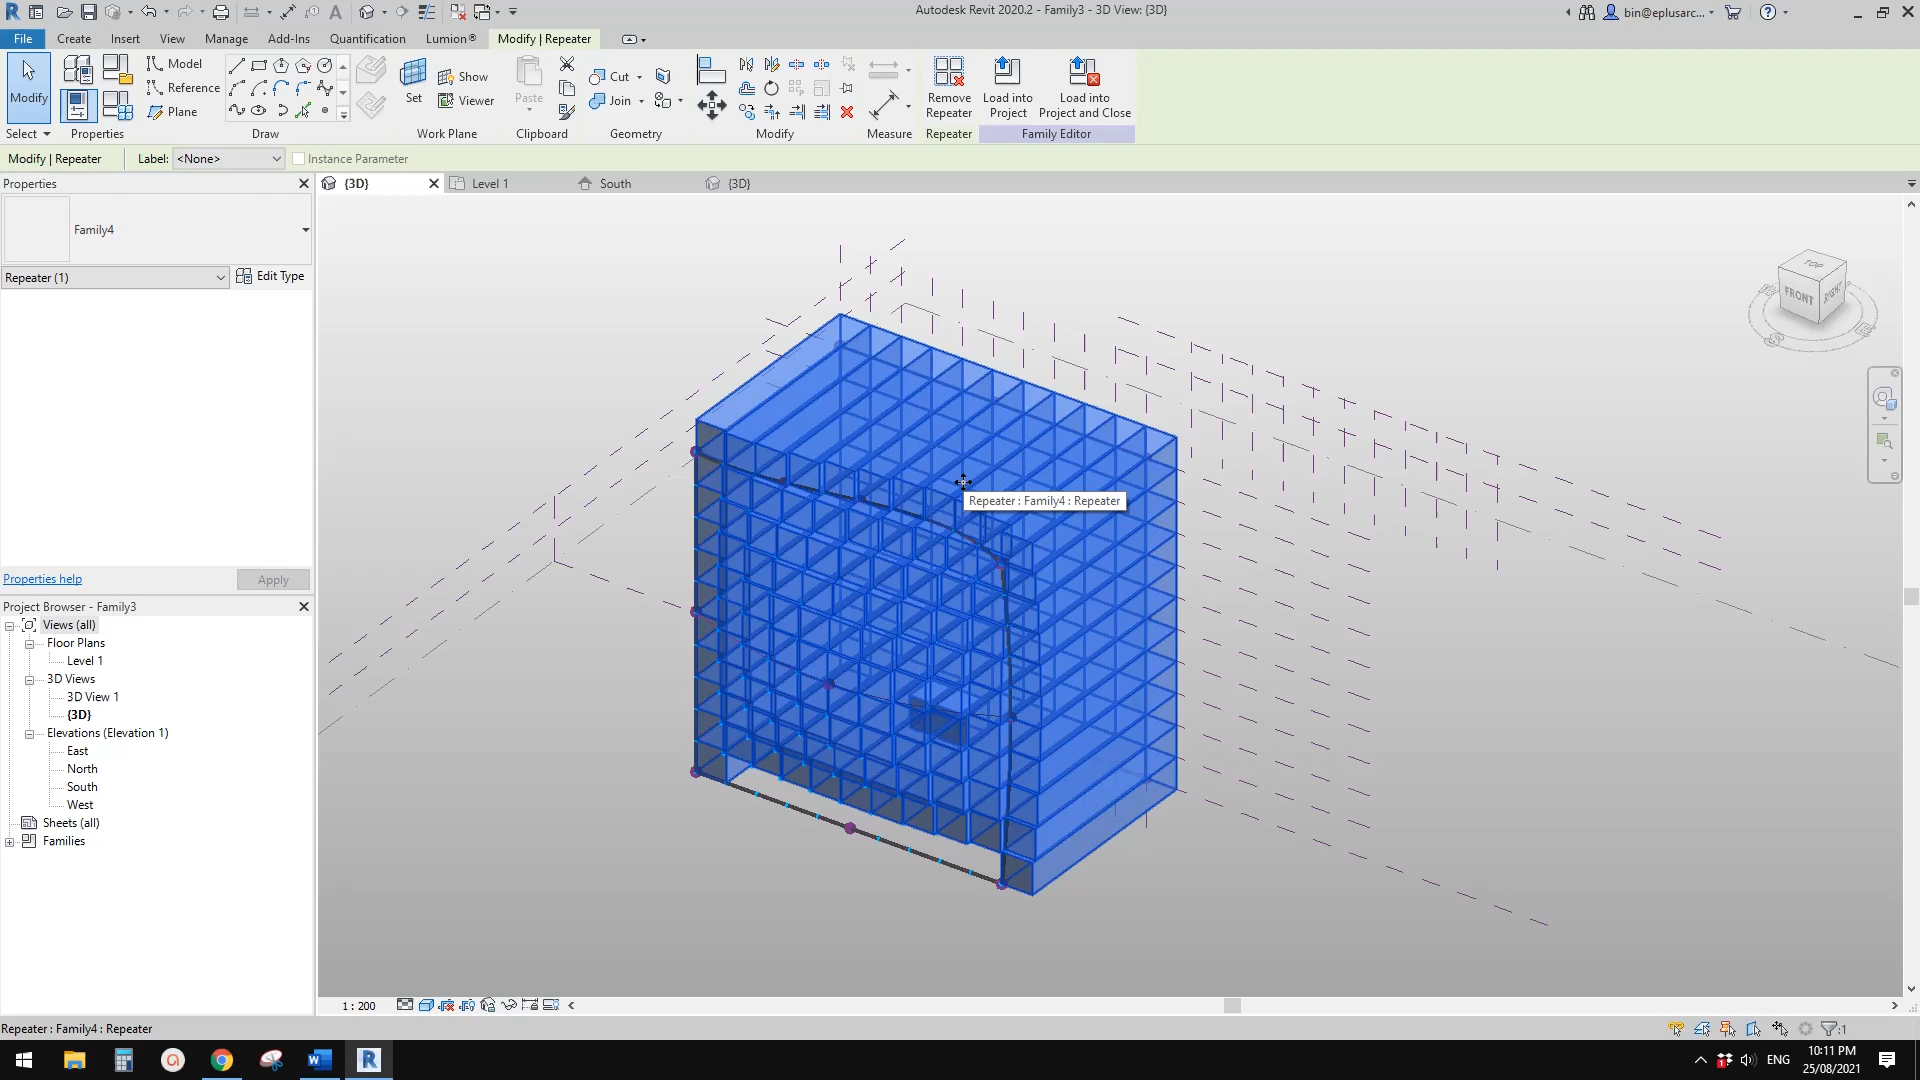 Autodesk Revit 2020.2 - Family3 - 3D View: {3D}
bin@eplusarc...
File Create Insert View Manage Add-Ins Quantification Lumion® Modify | Repeater
Modify
Model
Reference
Plane
Set
Show
Viewer
Paste
Cut
Join
Remove Repeater
Load into Project
Load into Project and Close
Select Properties Draw Work Plane Clipboard Geometry Modify Measure Repeater Family Editor
Modify | Repeater Label: <None> Instance Parameter
Properties
{3D} Level 1 South {3D}
Family4
Repeater (1) Edit Type
TOP
FRONT
RIGHT
Repeater : Family4 : Repeater
Properties help Apply
Project Browser - Family3
Views (all)
Floor Plans
Level 1
3D Views
3D View 1
{3D}
Elevations (Elevation 1)
East
North
South
West
Sheets (all)
Families
1 : 200
Repeater : Family4 : Repeater
:1
ENG
10:11 PM
25/08/2021